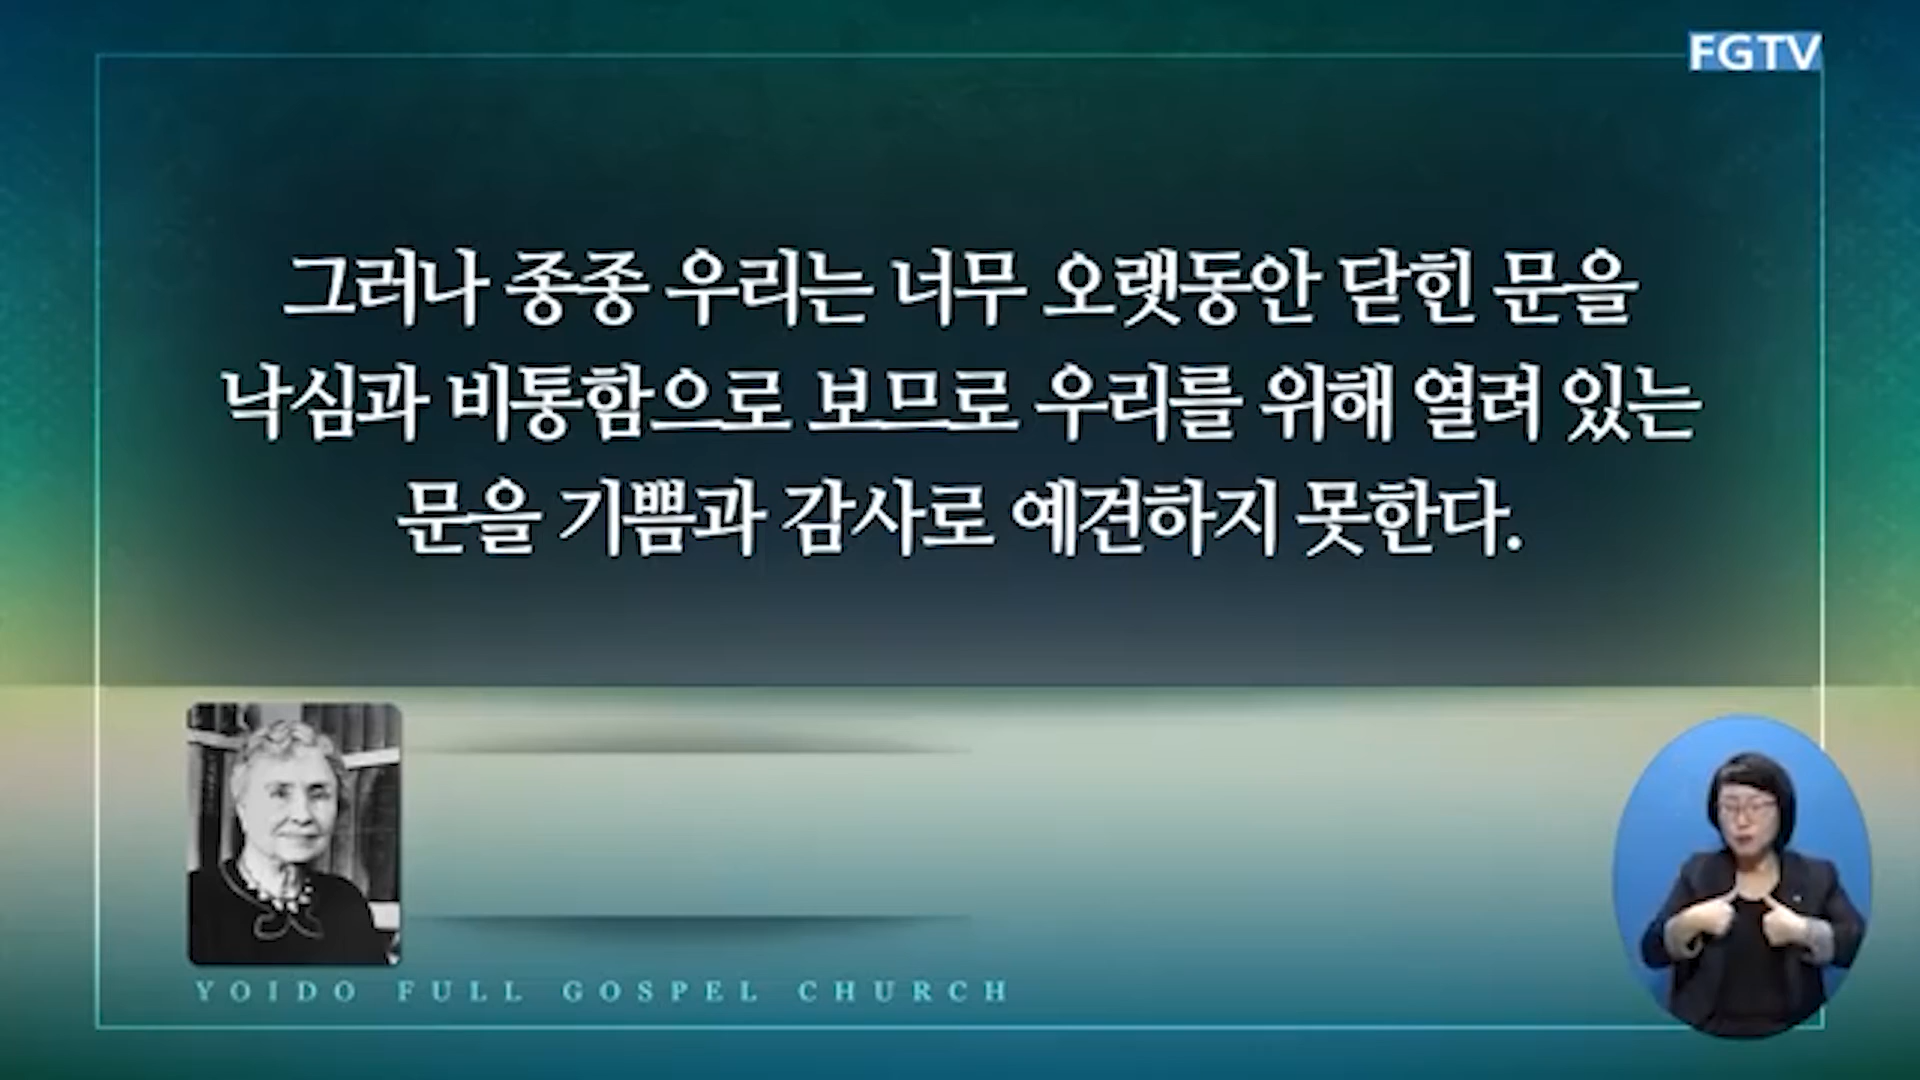 FGTV
그러나 종종 우리는 너무 오랫동안 닫힌 문을
낙심과 비통함으로 보므로 우리를 위해 열려 있는
문을 기쁨과 감사로 예견하지 못한다.
YOIDO FULL GOSPEL CHURCH